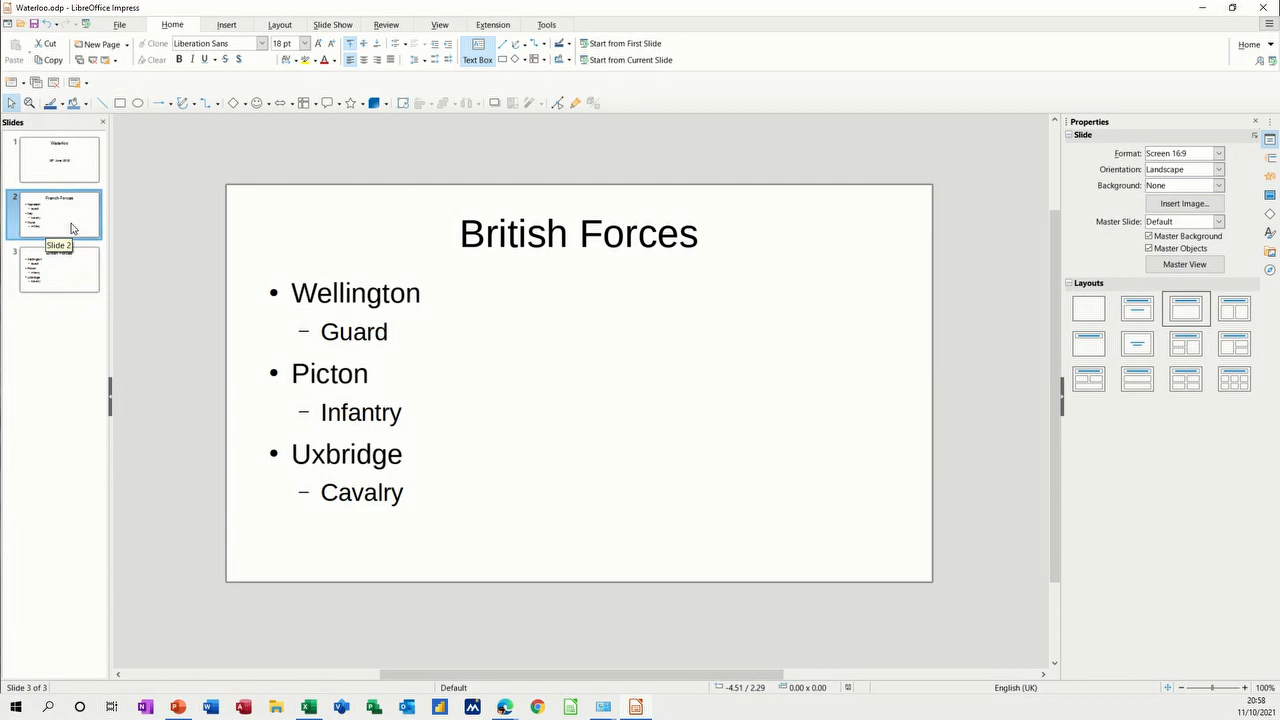 Waterloo.odp - LibreOffice Impress
File Home Insert Layout Slide Show Review View Extension Tools
Cut New Page Clone Liberation Sans 18 pt Start from First Slide Home
Paste Copy Clear Text Box Start from Current Slide
Slides
1
Waterloo
2
French Forces
Slide 2
3
British Forces
Wellington
Guard
Picton
Infantry
Uxbridge
Cavalry
Properties
Slide
Format: Screen 16:9
Orientation: Landscape
Background: None
Insert Image...
Master Slide: Default
Master Background
Master Objects
Master View
Layouts
Slide 3 of 3 Default -4.51 / 2.29 0.00 x 0.00 English (UK) 100%
20:58
11/10/2021